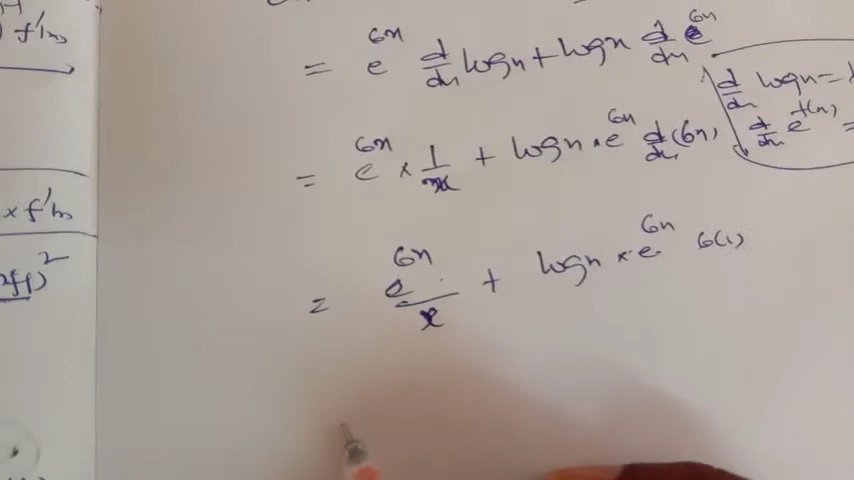 f'(x)
= e^{6x} d/dx log x + log x d/dx e^{6x}
d/dx log x =
d/dx e^{f(x)} =
= e^{6x} × 1/x + log x · e^{6x} d/dx (6x)
× f'(x)
= e^{6x}/x + log x × e^{6x} 6(1)